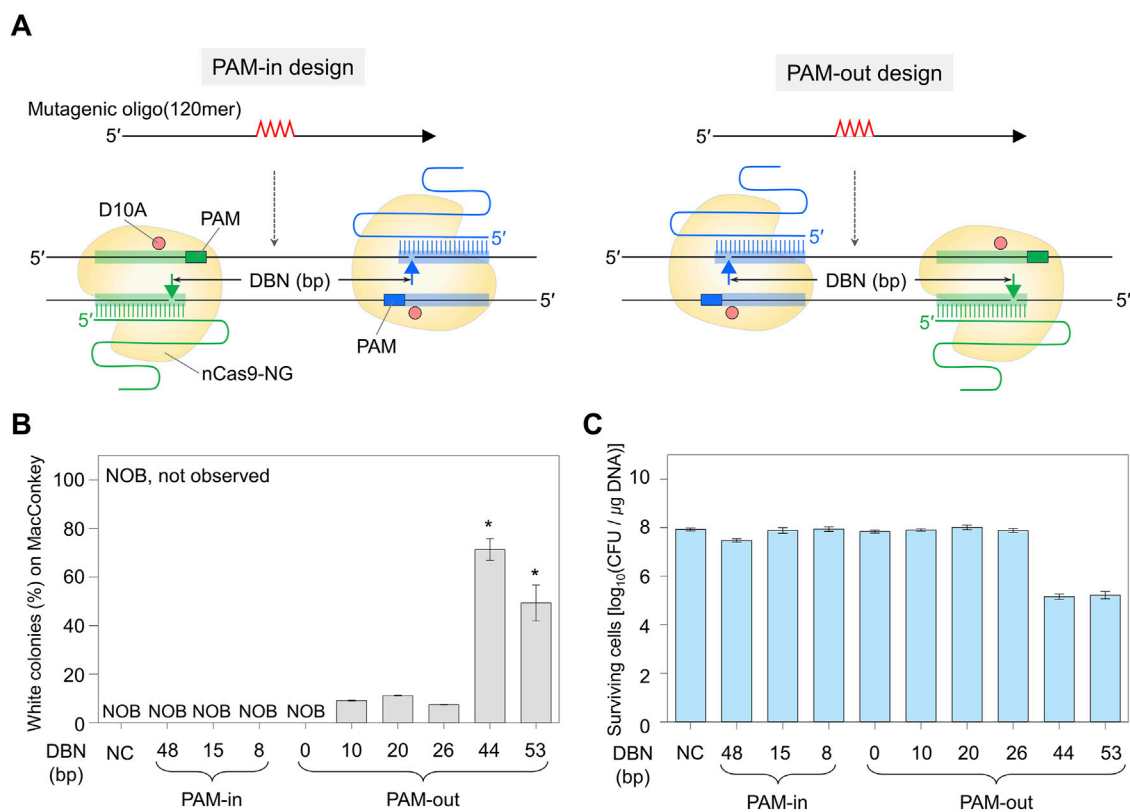 A
PAM-in design
PAM-out design
Mutagenic oligo(120mer)
5′
5′
D10A
PAM
5′
5′
DBN (bp)
5′
5′
PAM
nCas9-NG
5′
5′
DBN (bp)
5′
5′
B
White colonies (%) on MacConkey
NOB, not observed
100
80
60
40
20
0
NOB NOB NOB NOB NOB
*
*
DBN (bp)
NC 48 15 8 0 10 20 26 44 53
PAM-in
PAM-out
C
Surviving cells [log10(CFU / µg DNA)]
10
8
6
4
2
0
DBN (bp)
NC 48 15 8 0 10 20 26 44 53
PAM-in
PAM-out